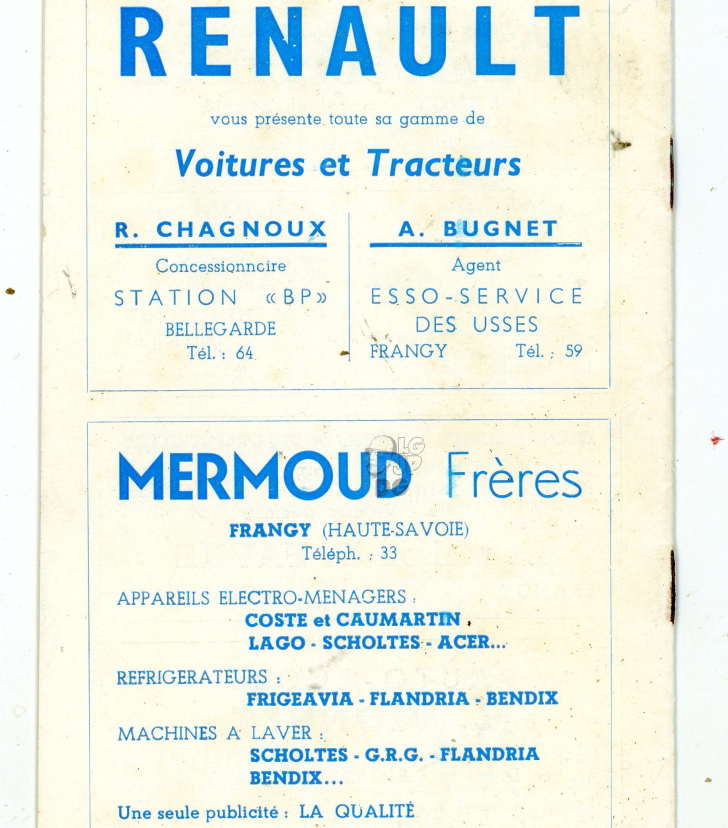 RENAULT
vous présente toute sa gamme de
Voitures et Tracteurs
R. CHAGNOUX
Concessionnaire
STATION «BP»
BELLEGARDE
Tél. : 64
A. BUGNET
Agent
ESSO-SERVICE
DES USSES
FRANGY Tél. : 59
MERMOUD Frères
FRANGY (HAUTE-SAVOIE)
Téléph. : 33
APPAREILS ELECTRO-MENAGERS :
COSTE et CAUMARTIN .
LAGO - SCHOLTES - ACER...
REFRIGERATEURS :
FRIGEAVIA - FLANDRIA - BENDIX
MACHINES A LAVER :
SCHOLTES - G.R.G. - FLANDRIA
BENDIX...
Une seule publicité : LA QUALITÉ